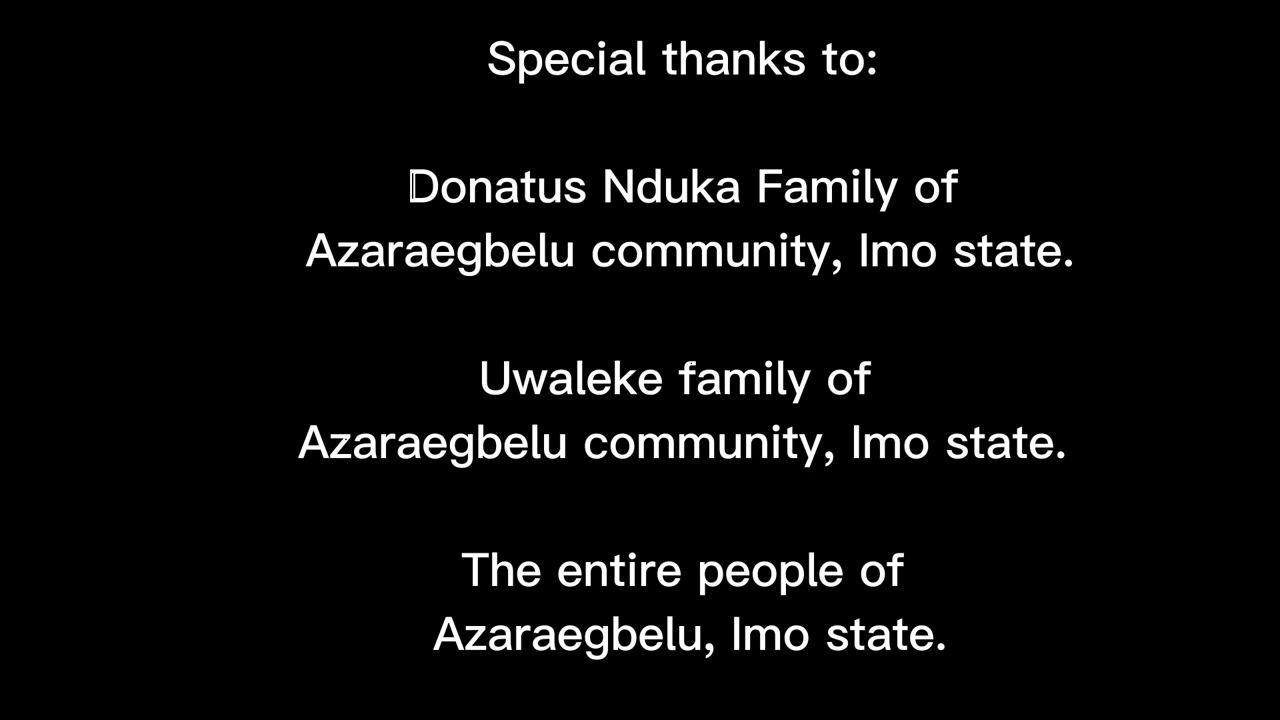 Special thanks to:
Donatus Nduka Family of
Azaraegbelu community, Imo state.
Uwaleke family of
Azaraegbelu community, Imo state.
The entire people of
Azaraegbelu, Imo state.